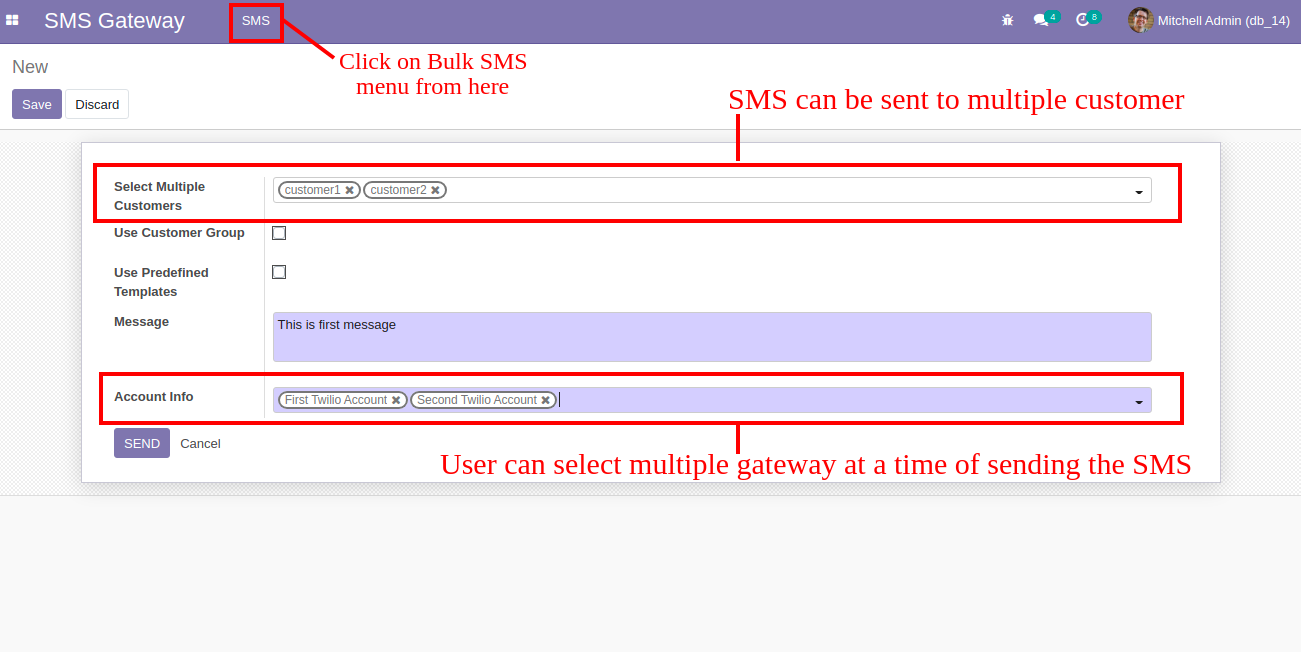 SMS Gateway SMS 4 8 Mitchell Admin (db_14)
Click on Bulk SMS
menu from here
New
Save Discard
SMS can be sent to multiple customer
Select Multiple
Customers
customer1 customer2
Use Customer Group
Use Predefined
Templates
Message
This is first message
Account Info
First Twilio Account Second Twilio Account
SEND Cancel
User can select multiple gateway at a time of sending the SMS